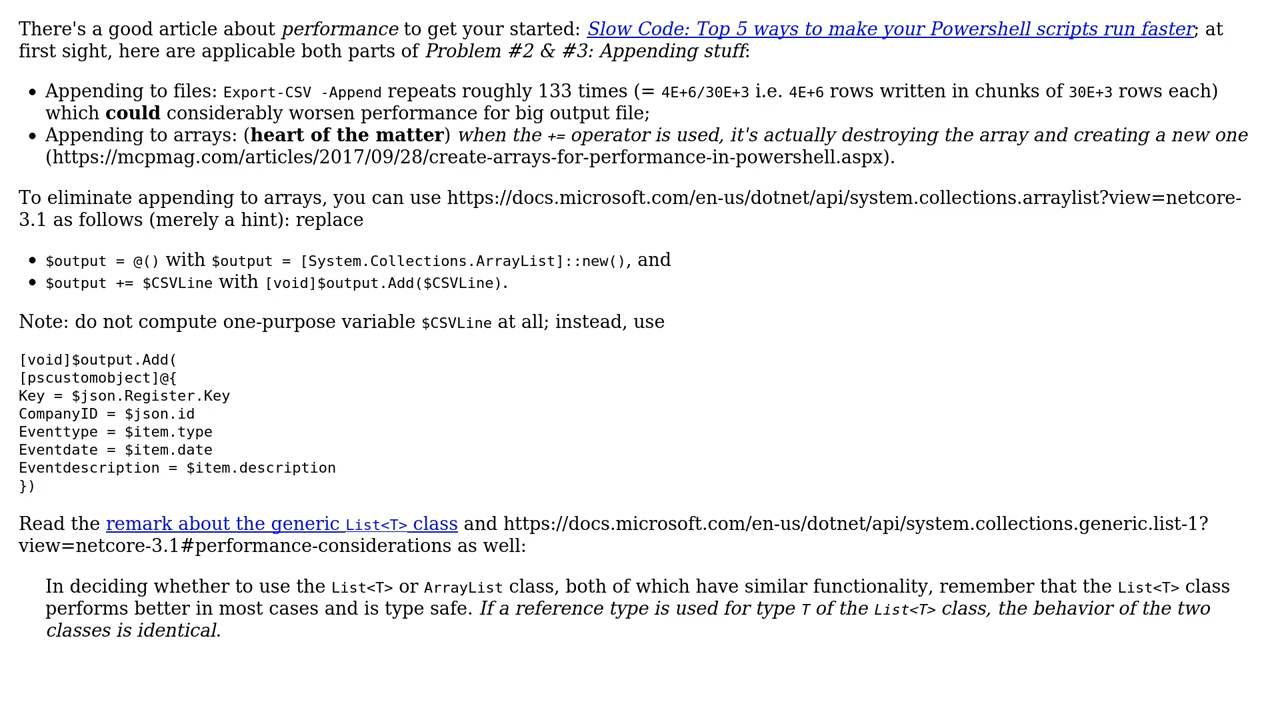 There's a good article about performance to get your started: Slow Code: Top 5 ways to make your Powershell scripts run faster; at
first sight, here are applicable both parts of Problem #2 & #3: Appending stuff:
• Appending to files: Export-CSV -Append repeats roughly 133 times (= 4E+6/30E+3 i.e. 4E+6 rows written in chunks of 30E+3 rows each)
which could considerably worsen performance for big output file;
• Appending to arrays: (heart of the matter) when the += operator is used, it's actually destroying the array and creating a new one
(https://mcpmag.com/articles/2017/09/28/create-arrays-for-performance-in-powershell.aspx).
To eliminate appending to arrays, you can use https://docs.microsoft.com/en-us/dotnet/api/system.collections.arraylist?view=netcore-
3.1 as follows (merely a hint): replace
• $output = @() with $output = [System.Collections.ArrayList]::new(), and
• $output += $CSVLine with [void]$output.Add($CSVLine).
Note: do not compute one-purpose variable $CSVLine at all; instead, use
[void]$output.Add(
[pscustomobject]@{
Key = $json.Register.Key
CompanyID = $json.id
Eventtype = $item.type
Eventdate = $item.date
Eventdescription = $item.description
})
Read the remark about the generic List<T> class and https://docs.microsoft.com/en-us/dotnet/api/system.collections.generic.list-1?
view=netcore-3.1#performance-considerations as well:
In deciding whether to use the List<T> or ArrayList class, both of which have similar functionality, remember that the List<T> class
performs better in most cases and is type safe. If a reference type is used for type T of the List<T> class, the behavior of the two
classes is identical.